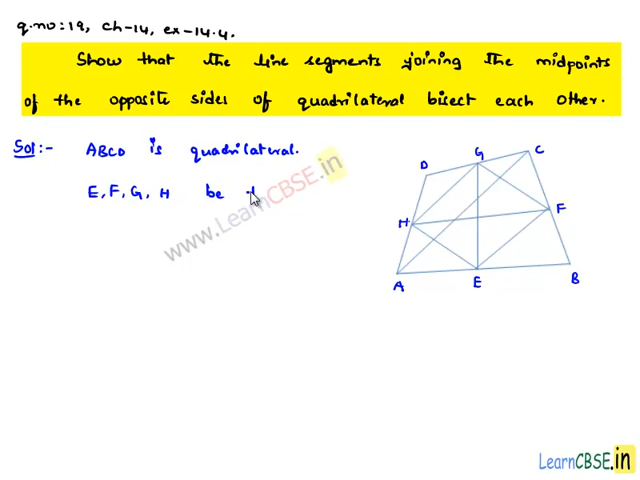 q.no:19, ch-14, ex-14.4.
Show that the line segments joining the midpoints
of the opposite sides of quadrilateral bisect each other.
Sol:- ABCD is quadrilateral.
E, F, G, H be
www.LearnCBSE.in
D G C
H F
A E B
LearnCBSE.in